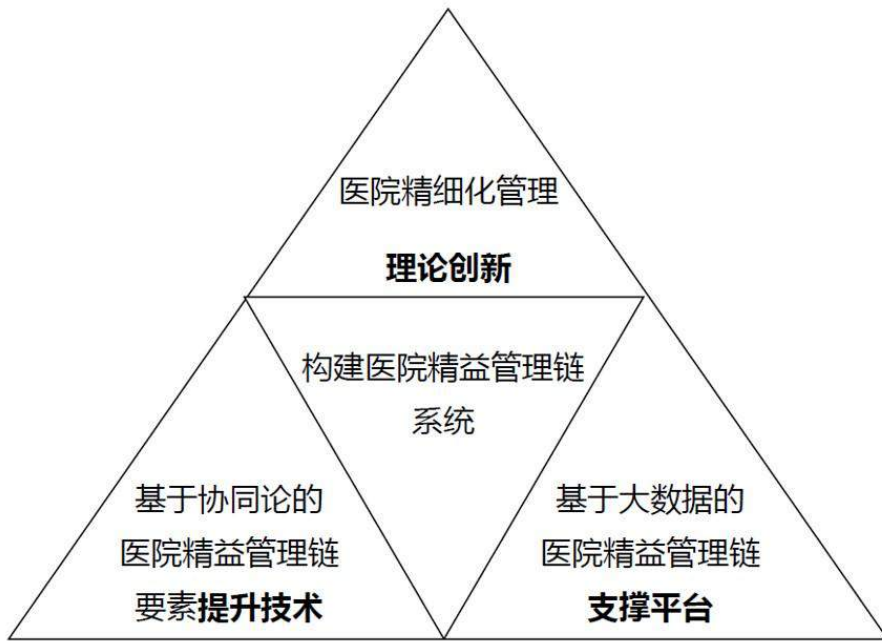 医院精细化管理
理论创新
构建医院精益管理链
系统
基于协同论的
医院精益管理链
要素提升技术
基于大数据的
医院精益管理链
支撑平台